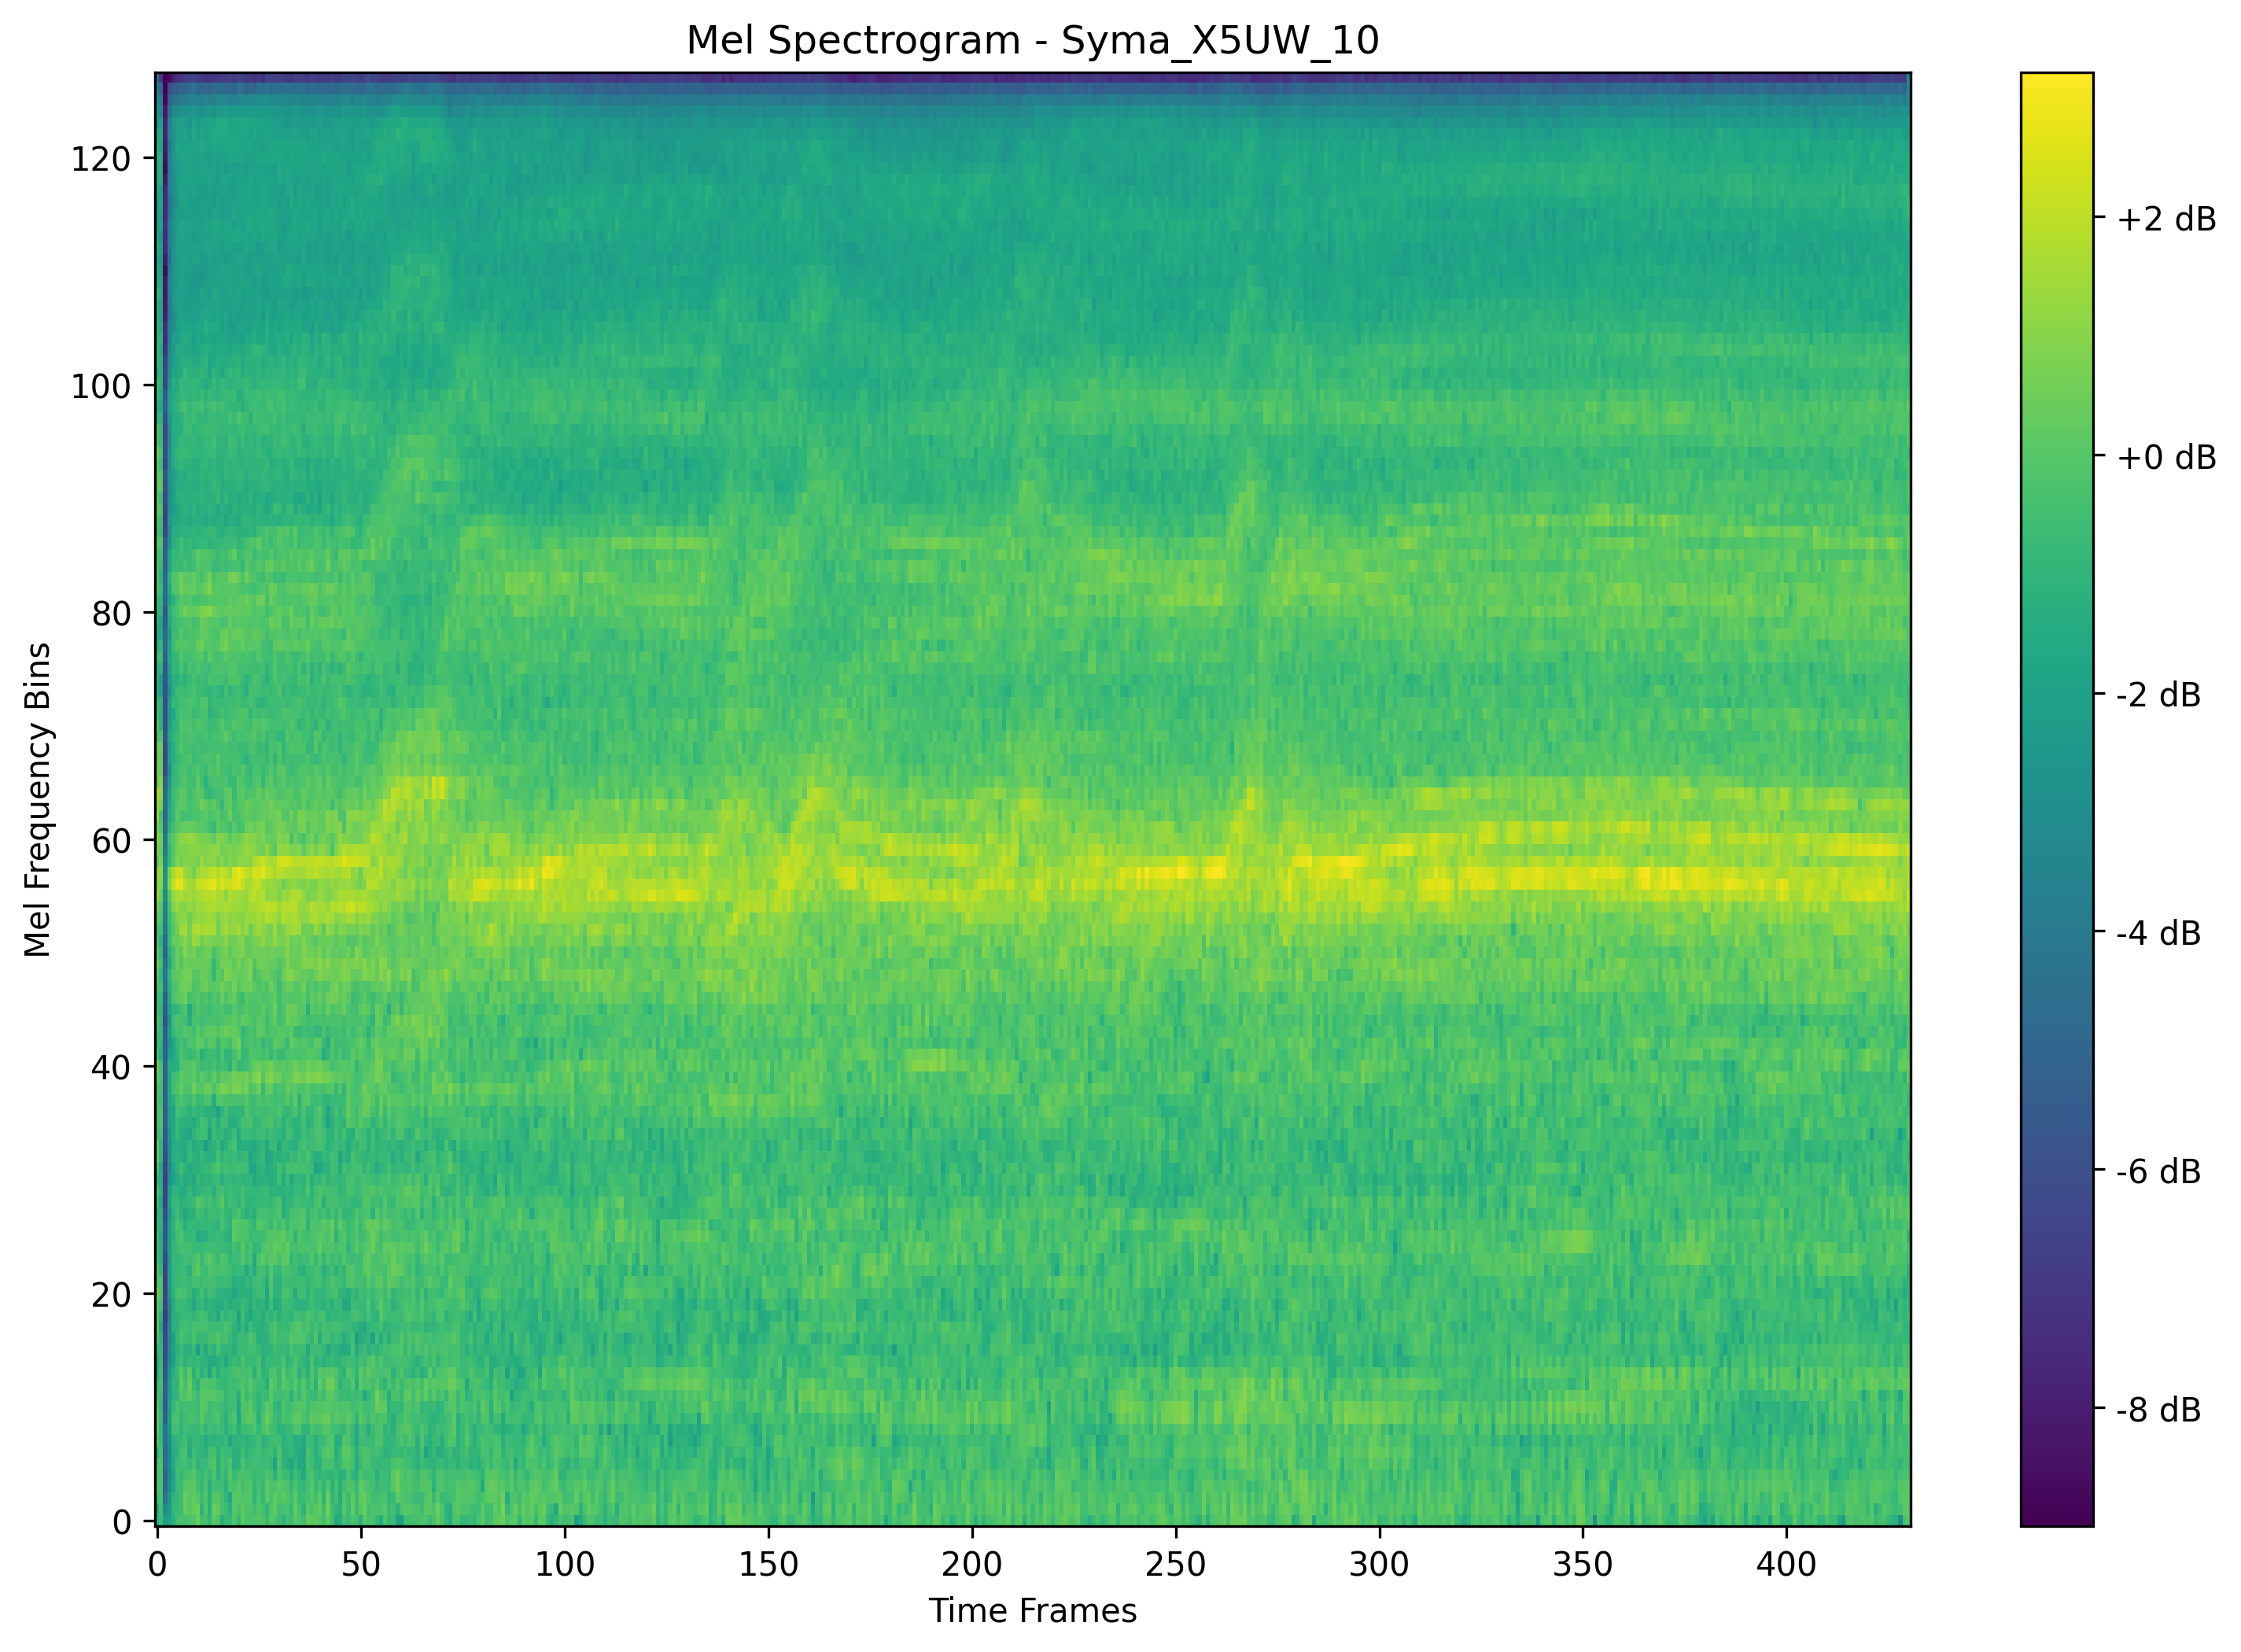 Mel Spectrogram - Syma_X5UW_10
Mel Frequency Bins
120
100
80
60
40
20
0
0 50 100 150 200 250 300 350 400
Time Frames
+2 dB
+0 dB
-2 dB
-4 dB
-6 dB
-8 dB